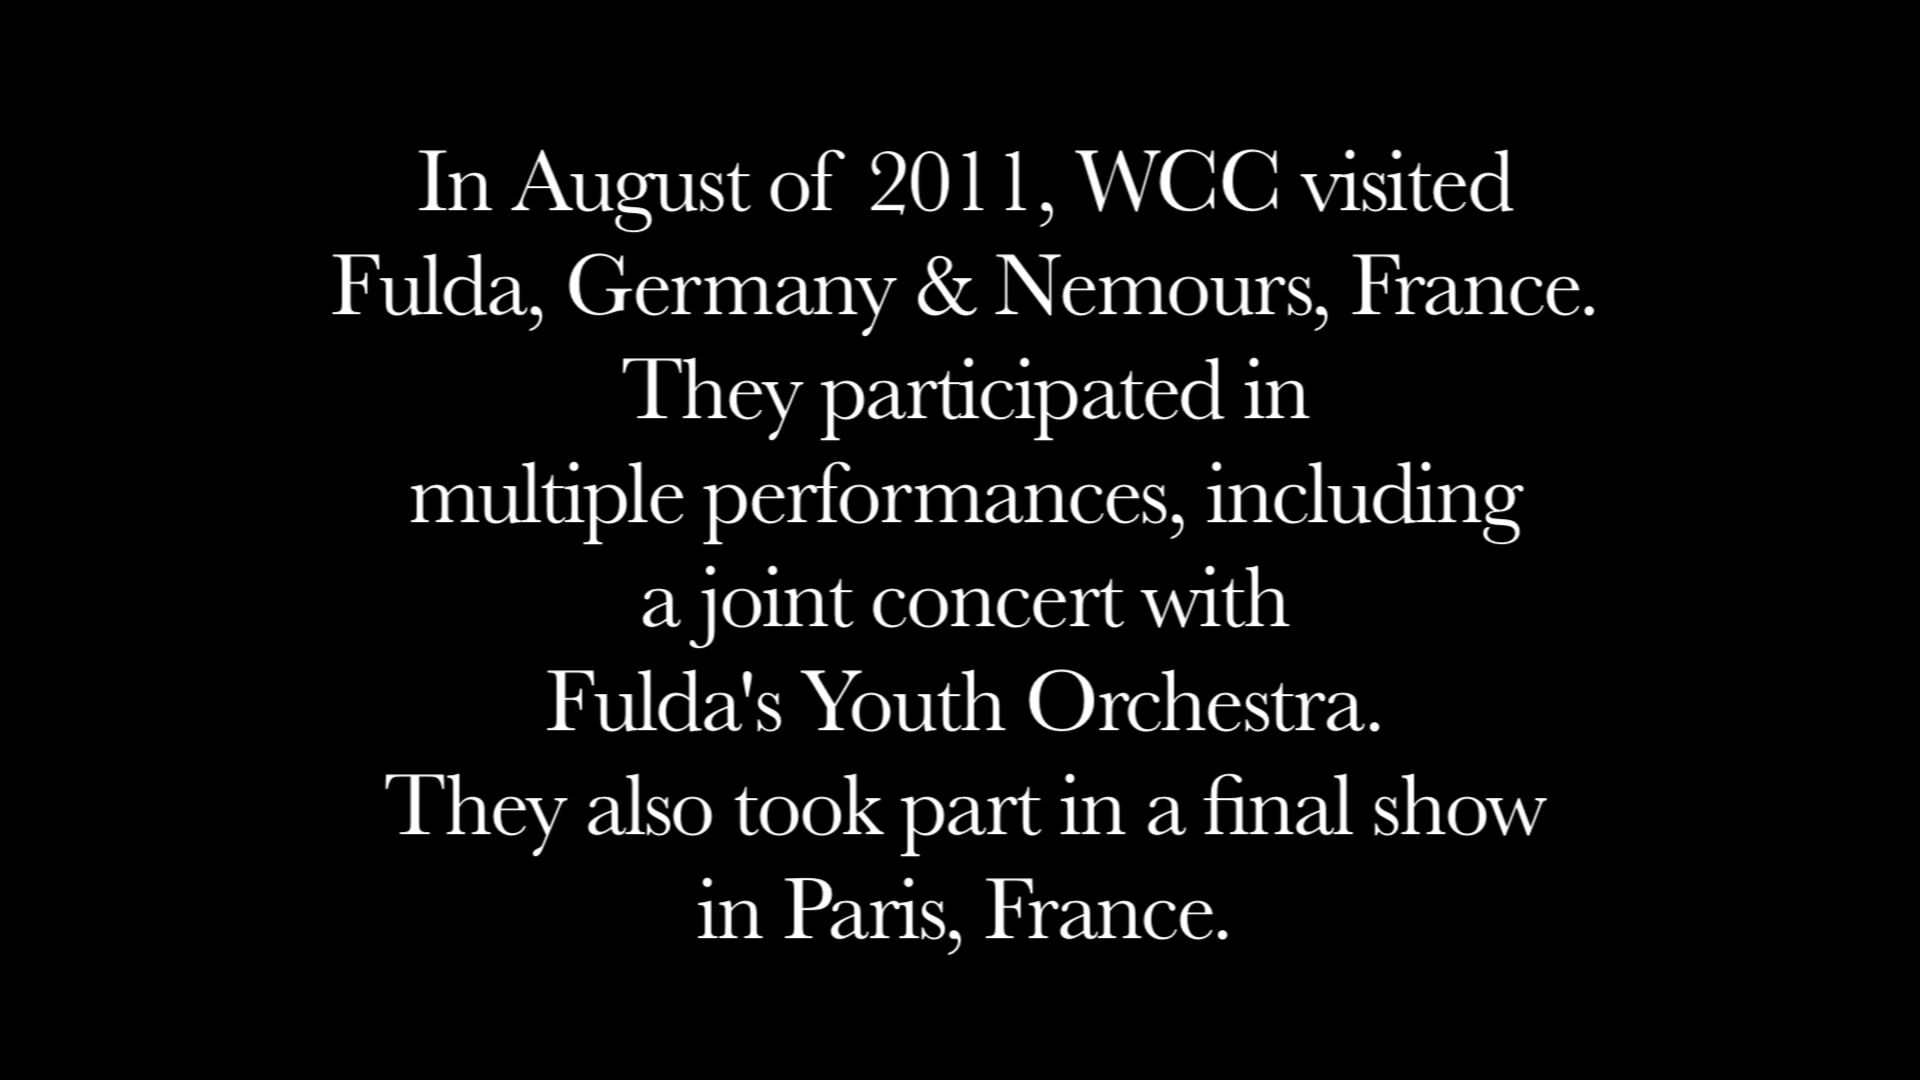 In August of 2011, WCC visited
Fulda, Germany & Nemours, France.
They participated in
multiple performances, including
a joint concert with
Fulda's Youth Orchestra.
They also took part in a final show
in Paris, France.